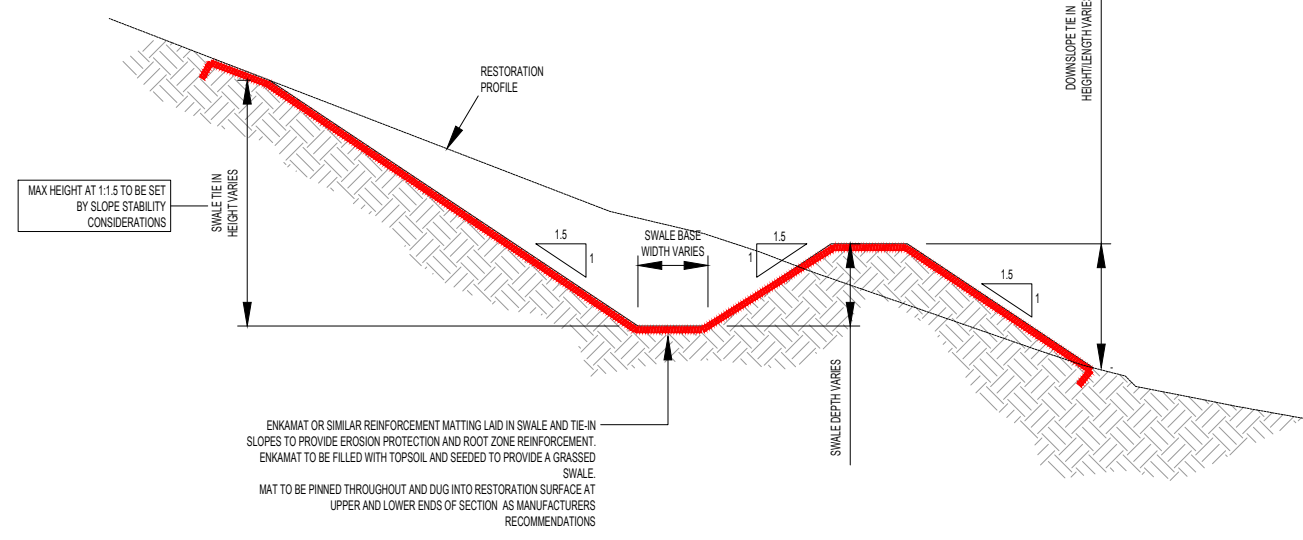 DOWNSLOPE TIE IN
HEIGHT/LENGTH VARIES
RESTORATION
PROFILE
MAX HEIGHT AT 1:1.5 TO BE SET
BY SLOPE STABILITY
CONSIDERATIONS
SWALE TIE IN
HEIGHT VARIES
1.5
1
SWALE BASE
WIDTH VARIES
1.5
1
1.5
1
SWALE DEPTH VARIES
ENKAMAT OR SIMILAR REINFORCEMENT MATTING LAID IN SWALE AND TIE-IN
SLOPES TO PROVIDE EROSION PROTECTION AND ROOT ZONE REINFORCEMENT.
ENKAMAT TO BE FILLED WITH TOPSOIL AND SEEDED TO PROVIDE A GRASSED
SWALE.
MAT TO BE PINNED THROUGHOUT AND DUG INTO RESTORATION SURFACE AT
UPPER AND LOWER ENDS OF SECTION AS MANUFACTURERS
RECOMMENDATIONS